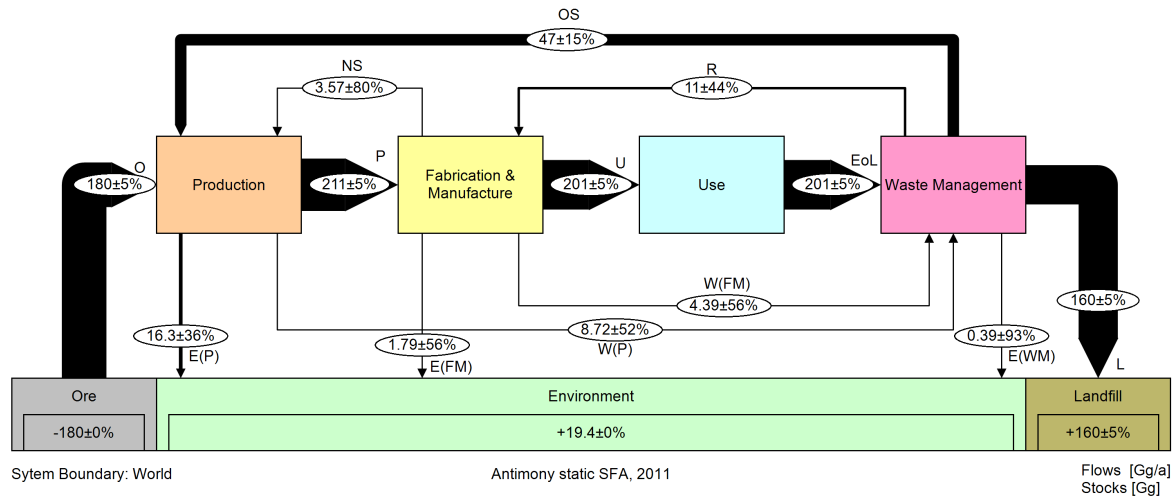 OS
47±15%
NS
R
3.57±80%
11±44%
O
P
U
EoL
180±5%
Production
211±5%
Fabrication &
Manufacture
201±5%
Use
201±5%
Waste Management
W(FM)
4.39±56%
160±5%
16.3±36%
E(P)
1.79±56%
E(FM)
8.72±52%
W(P)
0.39±93%
E(WM)
L
Ore
Environment
Landfill
-180±0%
+19.4±0%
+160±5%
Sytem Boundary: World
Antimony static SFA, 2011
Flows [Gg/a]
Stocks [Gg]